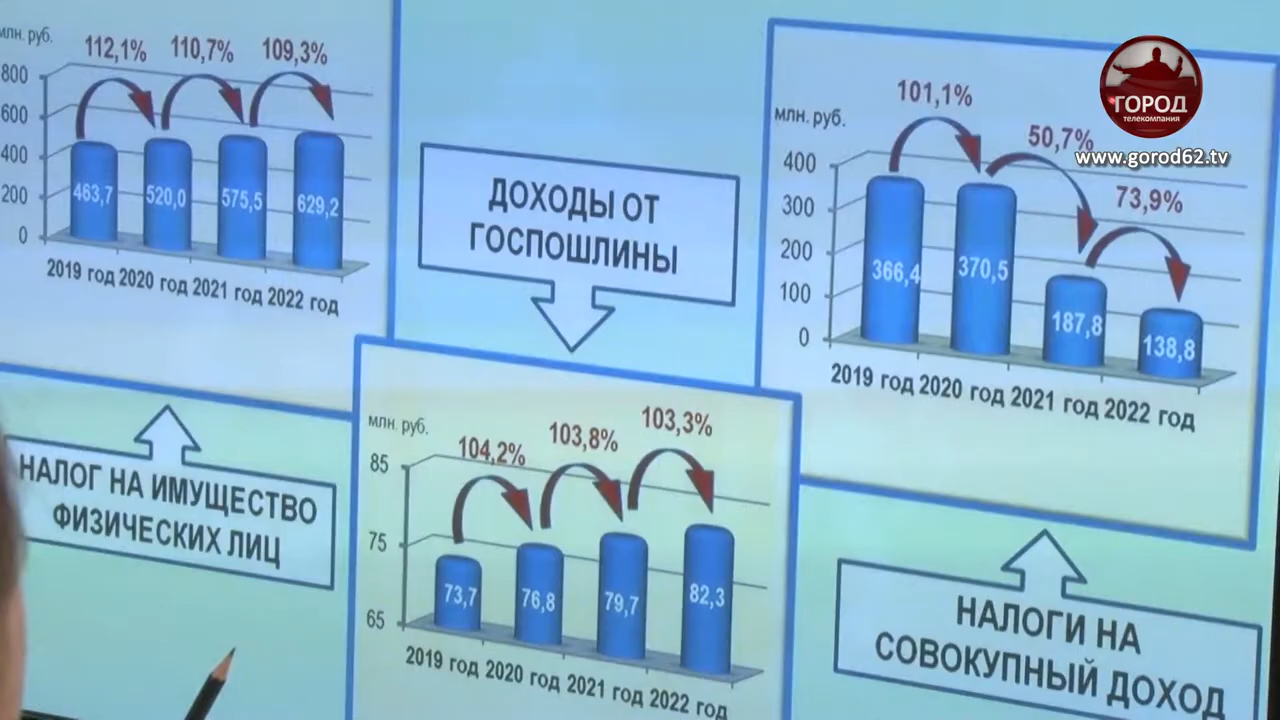 млн. руб.
112,1%
110,7%
109,3%
800
600
400
200
0
463,7
520,0
575,5
629,2
2019 год 2020 год 2021 год 2022 год
НАЛОГ НА ИМУЩЕСТВО
ФИЗИЧЕСКИХ ЛИЦ
ДОХОДЫ ОТ
ГОСПОШЛИНЫ
млн. руб.
104,2%
103,8%
103,3%
85
75
65
73,7
76,8
79,7
82,3
2019 год 2020 год 2021 год 2022 год
млн. руб.
101,1%
50,7%
73,9%
400
300
200
100
0
366,4
370,5
187,8
138,8
2019 год 2020 год 2021 год 2022 год
НАЛОГИ НА
СОВОКУПНЫЙ ДОХОД
ГОРОД
телекомпания
www.gorod62.tv